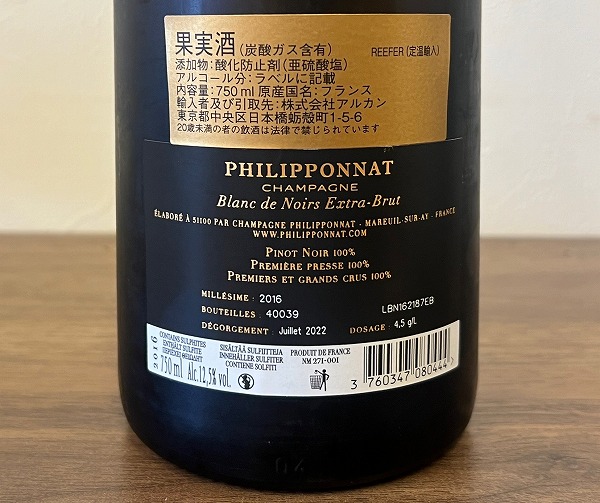 果実酒(炭酸ガス含有) REEFER(定温輸入)
添加物:酸化防止剤(亜硫酸塩)
アルコール分:ラベルに記載
内容量:750ml 原産国名:フランス
輸入者及び引取先:株式会社アルカン
東京都中央区日本橋蛎殻町1-5-6
20歳未満の者の飲酒は法律で禁じられています
PHILIPPONNAT
CHAMPAGNE
Blanc de Noirs Extra-Brut
ÉLABORÉ À 51100 PAR CHAMPAGNE PHILIPPONNAT - MAREUIL-SUR-AY - FRANCE
WWW.PHILIPPONNAT.COM
PINOT NOIR 100%
PREMIÈRE PRESSE 100%
PREMIERS ET GRANDS CRUS 100%
MILLÉSIME : 2016
BOUTEILLES : 40039 LBN162187EB
DÉGORGEMENT : Juillet 2022 DOSAGE : 4,5 g/L
2016
CONTAINS SULPHITES
ENTHÄLT SULFITE
ΠΕΡΙΕΧΕΙ ΘΕΙΩΔΗ
750 ml Alc.12,5% vol.
SISÄLTÄÄ SULFIITTEJA
INNEHÅLLER SULFITER
CONTIENE SOLFITI
PRODUIT DE FRANCE
NM 271-001
3 760347 080444